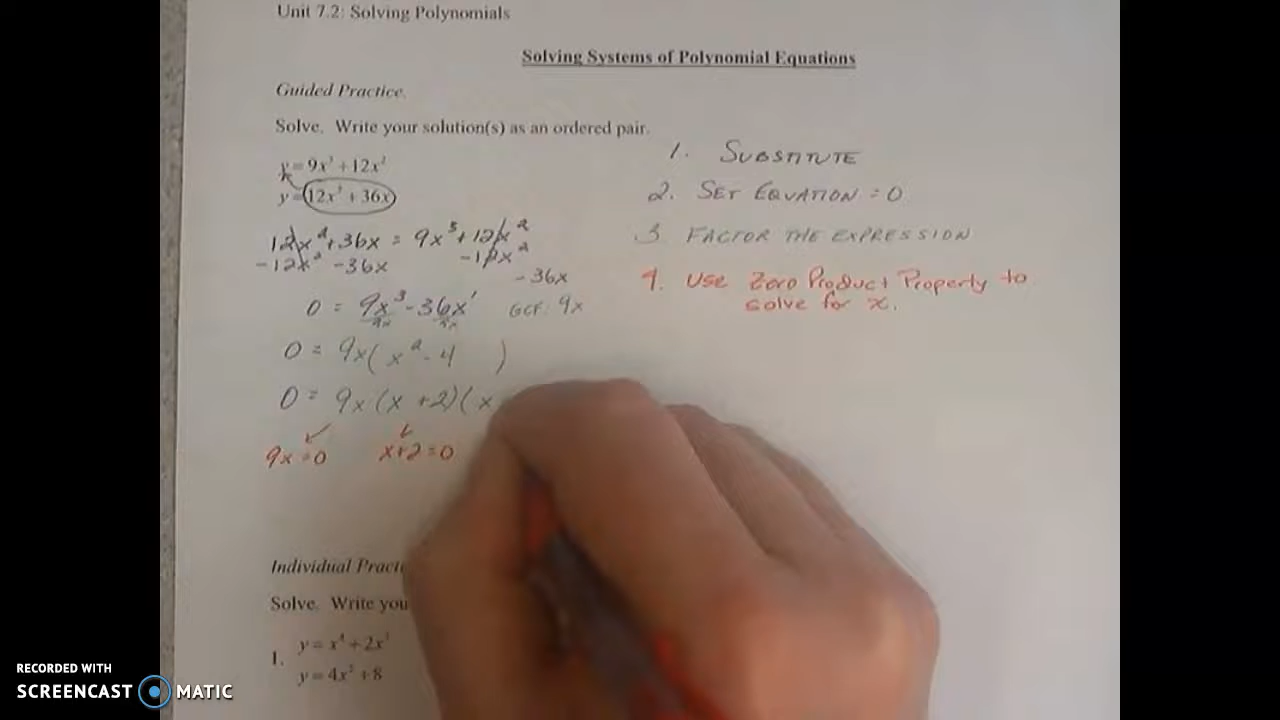 Unit 7.2: Solving Polynomials
Solving Systems of Polynomial Equations
Guided Practice.
Solve. Write your solution(s) as an ordered pair.
y = 9x³ + 12x²
y = 12x² + 36x
12x² + 36x = 9x³ + 12x²
-12x² -36x -12x²
-36x
0 = 9x³ - 36x¹ GCF: 9x
9x 9x
0 = 9x( x² - 4 )
0 = 9x (x +2)( x
9x = 0 x+2 = 0
1. SUBSTITUTE
2. SET EQUATION = 0
3. FACTOR THE EXPRESSION
4. Use Zero Product Property to
solve for x.
Individual
Solve. Write you
1. y = x⁴ + 2x²
y = 4x² + 8
RECORDED WITH
SCREENCAST MATIC